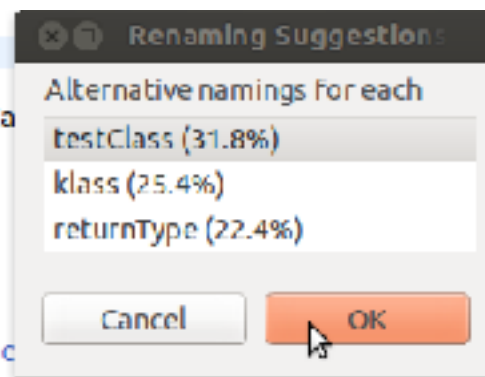 Renaming Suggestions
a
Alternative namings for each
testClass (31.8%)
klass (25.4%)
returnType (22.4%)
Cancel
OK
c